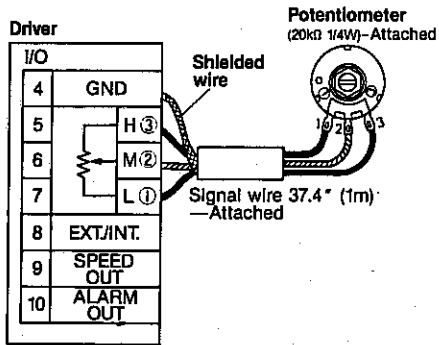 Potentiometer
(20kΩ 1/4W)–Attached
Driver
I/O
Shielded
wire
4 GND
5 H③
6 M②
7 L①
1 2 3
Signal wire 37.4" (1m)
—Attached
8 EXT./INT.
9 SPEED OUT
10 ALARM OUT